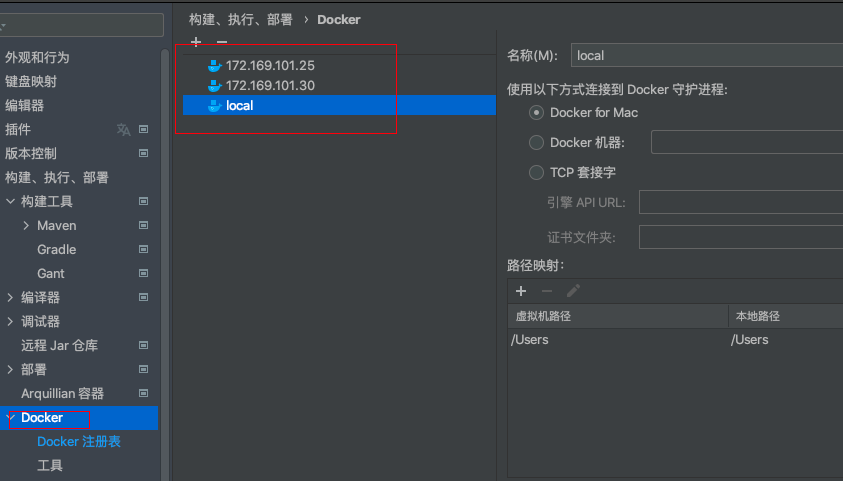 构建、执行、部署 › Docker
外观和行为
键盘映射
编辑器
插件
版本控制
构建、执行、部署
构建工具
Maven
Gradle
Gant
编译器
调试器
远程 Jar 仓库
部署
Arquillian 容器
Docker
Docker 注册表
工具
172.169.101.25
172.169.101.30
local
名称(M): local
使用以下方式连接到 Docker 守护进程:
Docker for Mac
Docker 机器:
TCP 套接字
引擎 API URL:
证书文件夹:
路径映射:
虚拟机路径 本地路径
/Users /Users